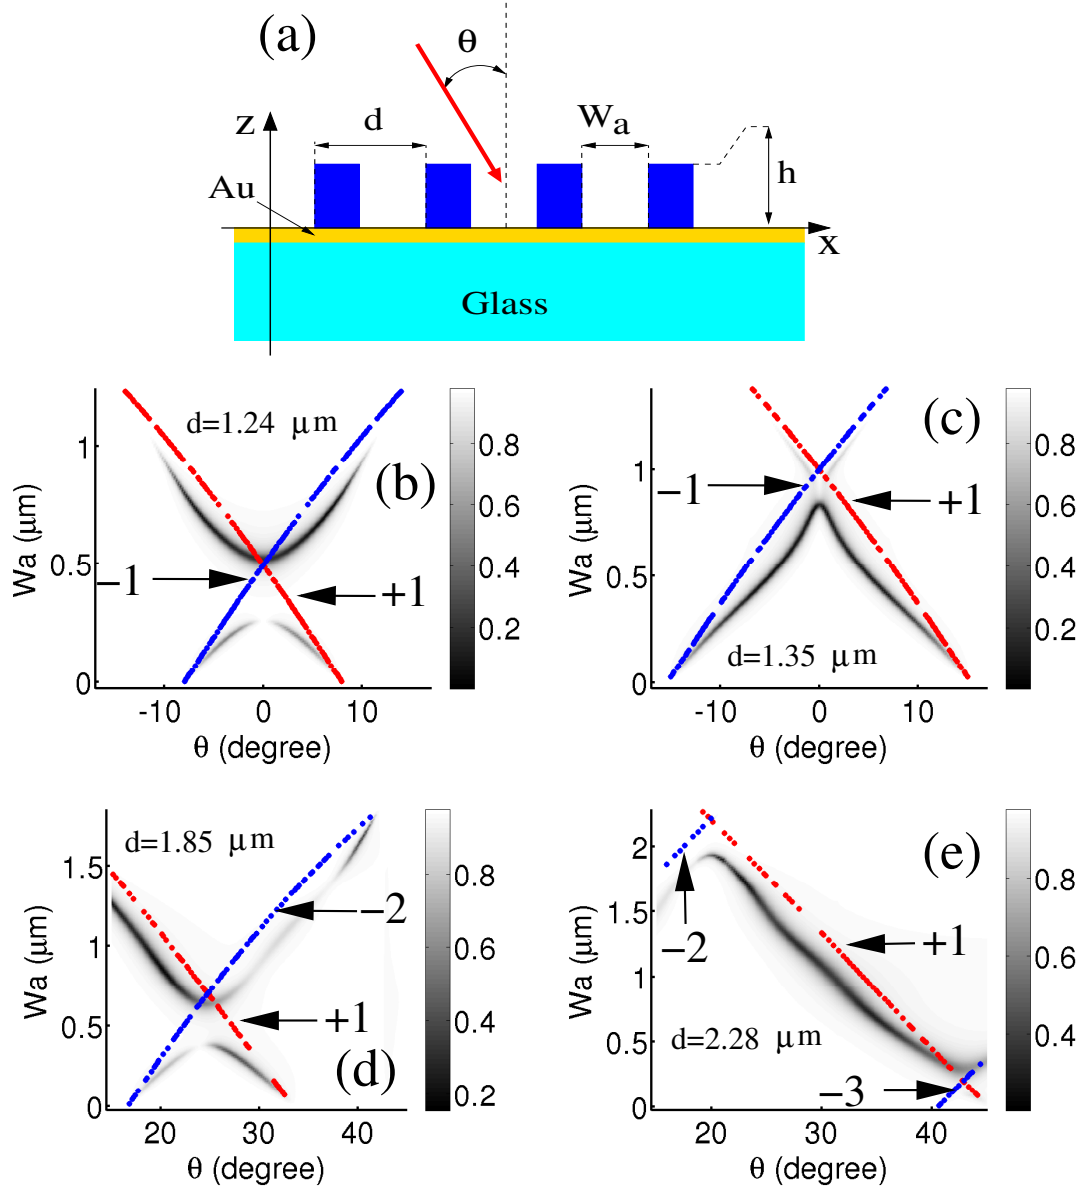 (a)
θ
z
d
Wa
h
Au
x
Glass
d=1.24 μm
(b)
−1
+1
Wa (μm)
1
0.5
0
-10 0 10
θ (degree)
0.8
0.6
0.4
0.2
(c)
−1
+1
d=1.35 μm
Wa (μm)
1
0.5
0
-10 0 10
θ (degree)
0.8
0.6
0.4
0.2
d=1.85 μm
−2
+1
(d)
Wa (μm)
1.5
1
0.5
0
20 30 40
θ (degree)
0.8
0.6
0.4
0.2
(e)
−2
+1
d=2.28 μm
−3
Wa (μm)
2
1.5
1
0.5
0
20 30 40
θ (degree)
0.8
0.6
0.4